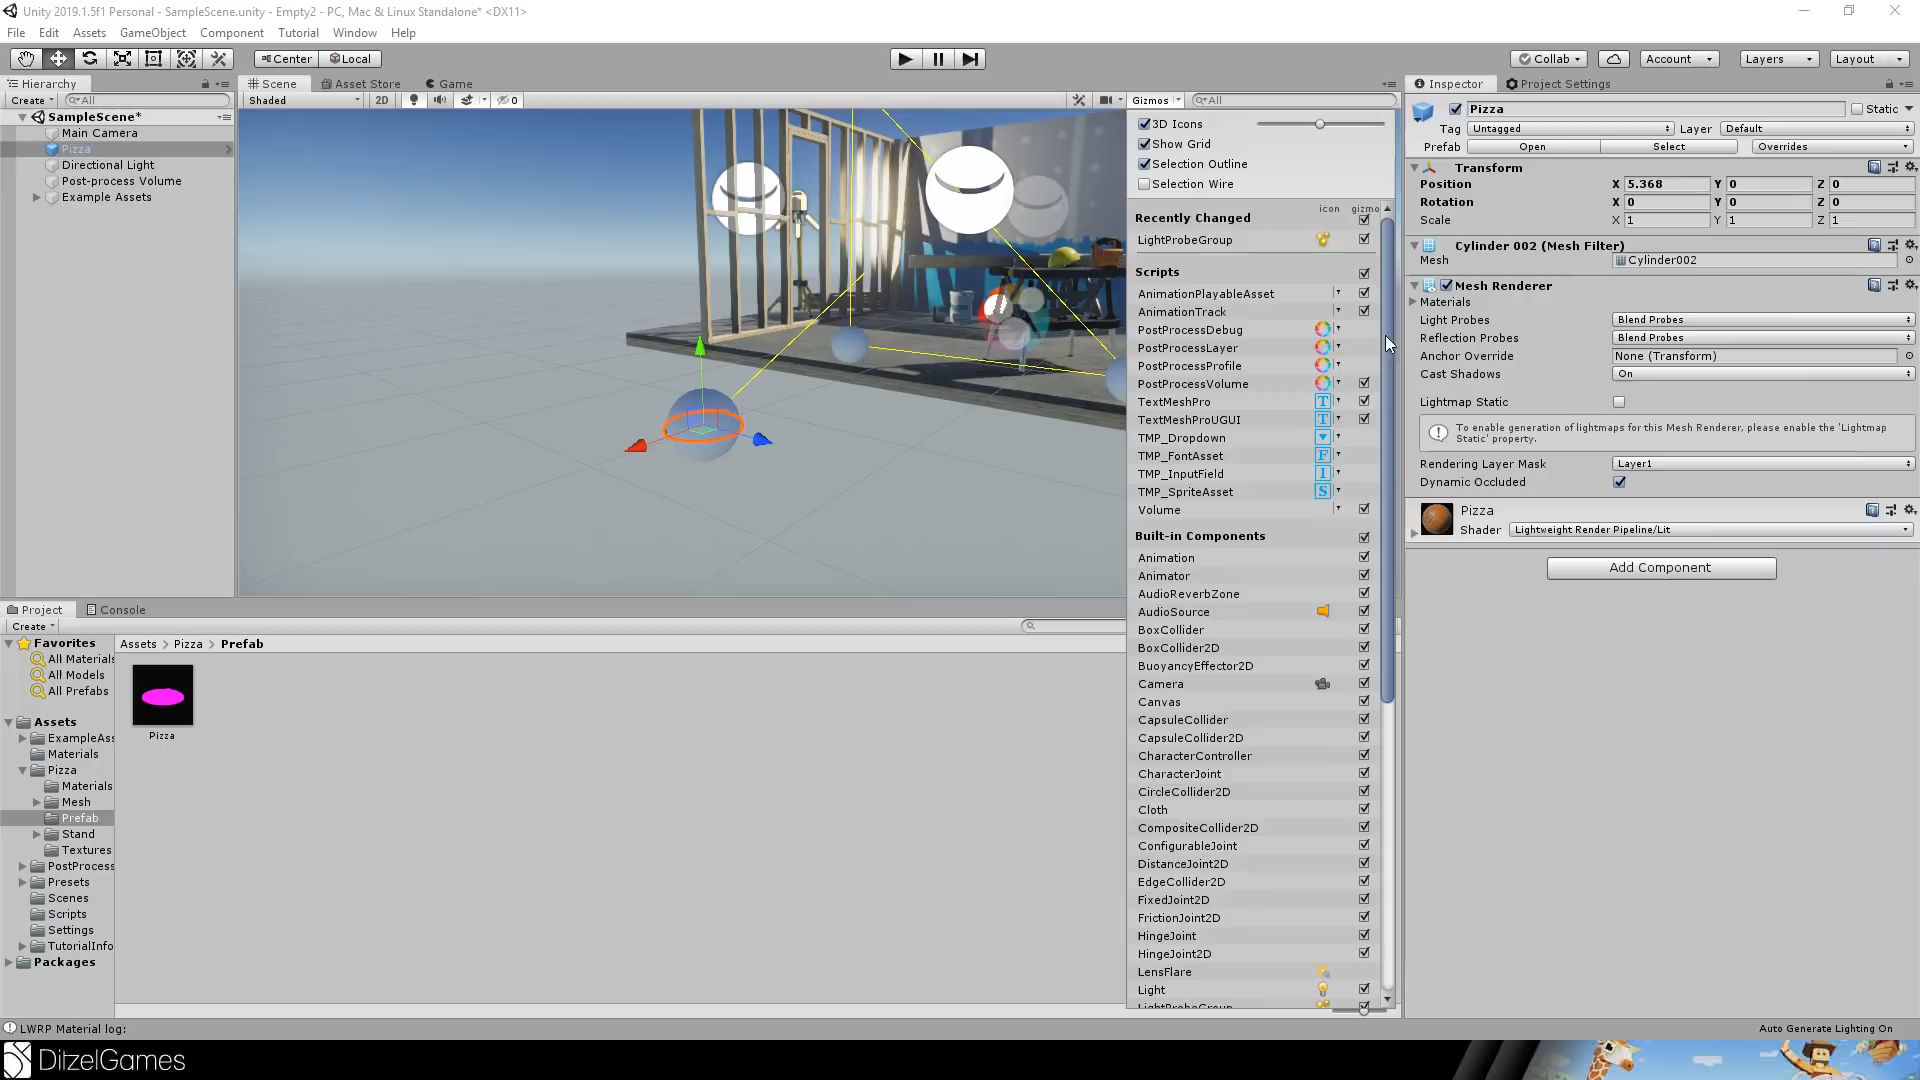 Unity 2019.1.5f1 Personal - SampleScene.unity - Empty2 - PC, Mac & Linux Standalone* <DX11>
File Edit Assets GameObject Component Tutorial Window Help
Center Local Collab Account Layers Layout
Hierarchy
Create All
SampleScene*
Main Camera
Pizza
Directional Light
Post-process Volume
Example Assets
Scene Asset Store Game
Shaded 2D 0 Gizmos All
3D Icons
Show Grid
Selection Outline
Selection Wire
icon gizmo
Recently Changed
LightProbeGroup
Scripts
AnimationPlayableAsset
AnimationTrack
PostProcessDebug
PostProcessLayer
PostProcessProfile
PostProcessVolume
TextMeshPro
TextMeshProUGUI
TMP_Dropdown
TMP_FontAsset
TMP_InputField
TMP_SpriteAsset
Volume
Built-in Components
Animation
Animator
AudioReverbZone
AudioSource
BoxCollider
BoxCollider2D
BuoyancyEffector2D
Camera
Canvas
CapsuleCollider
CapsuleCollider2D
CharacterController
CharacterJoint
CircleCollider2D
Cloth
CompositeCollider2D
ConfigurableJoint
DistanceJoint2D
EdgeCollider2D
FixedJoint2D
FrictionJoint2D
HingeJoint
HingeJoint2D
LensFlare
Light
LightProbeGroup
Inspector Project Settings
Pizza Static
Tag Untagged Layer Default
Prefab Open Select Overrides
Transform
Position X 5.368 Y 0 Z 0
Rotation X 0 Y 0 Z 0
Scale X 1 Y 1 Z 1
Cylinder 002 (Mesh Filter)
Mesh Cylinder002
Mesh Renderer
Materials
Light Probes Blend Probes
Reflection Probes Blend Probes
Anchor Override None (Transform)
Cast Shadows On
Lightmap Static
To enable generation of lightmaps for this Mesh Renderer, please enable the 'Lightmap
Static' property.
Rendering Layer Mask Layer1
Dynamic Occluded
Pizza
Shader Lightweight Render Pipeline/Lit
Add Component
Project Console
Create
Favorites
All Materials
All Models
All Prefabs
Assets
ExampleAss
Materials
Pizza
Materials
Mesh
Prefab
Stand
Textures
PostProcess
Presets
Scenes
Scripts
Settings
TutorialInfo
Packages
Assets > Pizza > Prefab
Pizza
LWRP Material log:
Auto Generate Lighting On
DitzelGames